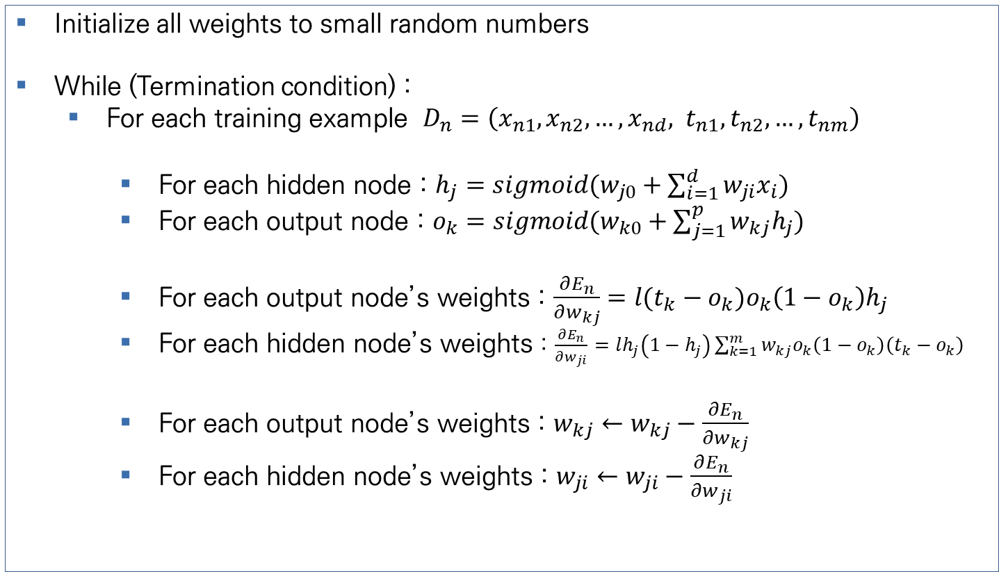 ▪ Initialize all weights to small random numbers
▪ While (Termination condition) :
▪ For each training example $D_n = (x_{n1}, x_{n2}, \ldots, x_{nd},\ t_{n1}, t_{n2}, \ldots, t_{nm})$
▪ For each hidden node : $h_j = sigmoid(w_{j0} + \sum_{i=1}^{d} w_{ji} x_i)$
▪ For each output node : $o_k = sigmoid(w_{k0} + \sum_{j=1}^{p} w_{kj} h_j)$
▪ For each output node's weights : $\frac{\partial E_n}{\partial w_{kj}} = l(t_k - o_k) o_k (1 - o_k) h_j$
▪ For each hidden node's weights : $\frac{\partial E_n}{\partial w_{ji}} = l h_j (1 - h_j) \sum_{k=1}^{m} w_{kj} o_k (1 - o_k)(t_k - o_k)$
▪ For each output node's weights : $w_{kj} \leftarrow w_{kj} - \frac{\partial E_n}{\partial w_{kj}}$
▪ For each hidden node's weights : $w_{ji} \leftarrow w_{ji} - \frac{\partial E_n}{\partial w_{ji}}$